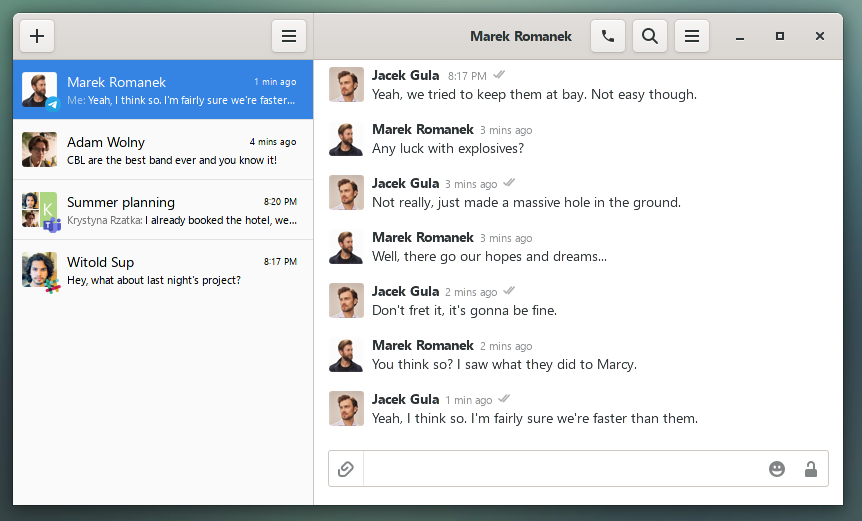 Marek Romanek
Marek Romanek 1 min ago
Me: Yeah, I think so. I'm fairly sure we're faster...
Adam Wolny 4 mins ago
CBL are the best band ever and you know it!
K
Summer planning 8:20 PM
Krystyna Rzatka: I already booked the hotel, we...
Witold Sup 8:17 PM
Hey, what about last night's project?
Jacek Gula 8:17 PM
Yeah, we tried to keep them at bay. Not easy though.
Marek Romanek 3 mins ago
Any luck with explosives?
Jacek Gula 3 mins ago
Not really, just made a massive hole in the ground.
Marek Romanek 3 mins ago
Well, there go our hopes and dreams...
Jacek Gula 2 mins ago
Don't fret it, it's gonna be fine.
Marek Romanek 2 mins ago
You think so? I saw what they did to Marcy.
Jacek Gula 1 min ago
Yeah, I think so. I'm fairly sure we're faster than them.